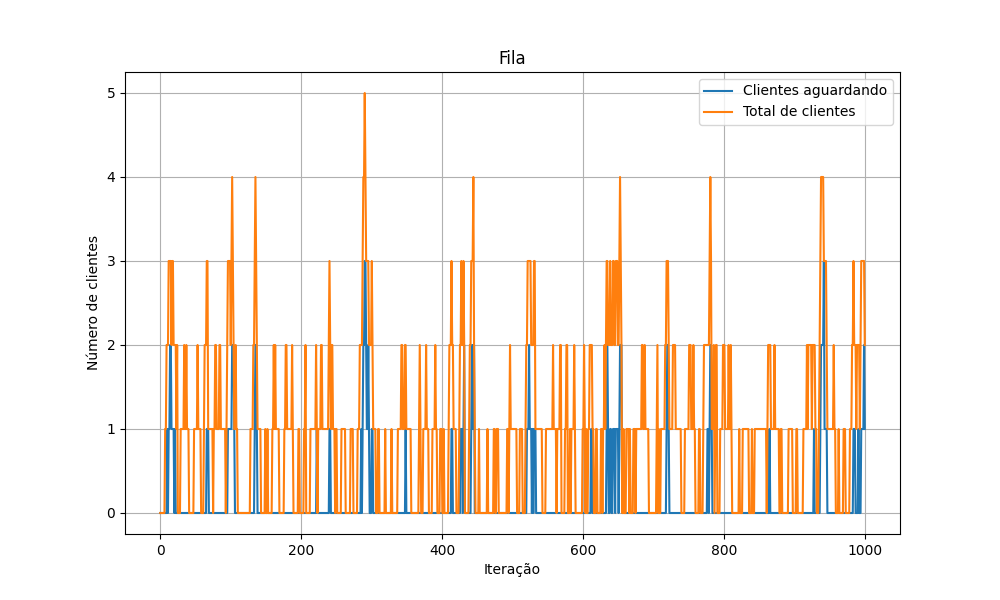 Fila
Clientes aguardando
Total de clientes
Número de clientes
5
4
3
2
1
0
0 200 400 600 800 1000
Iteração